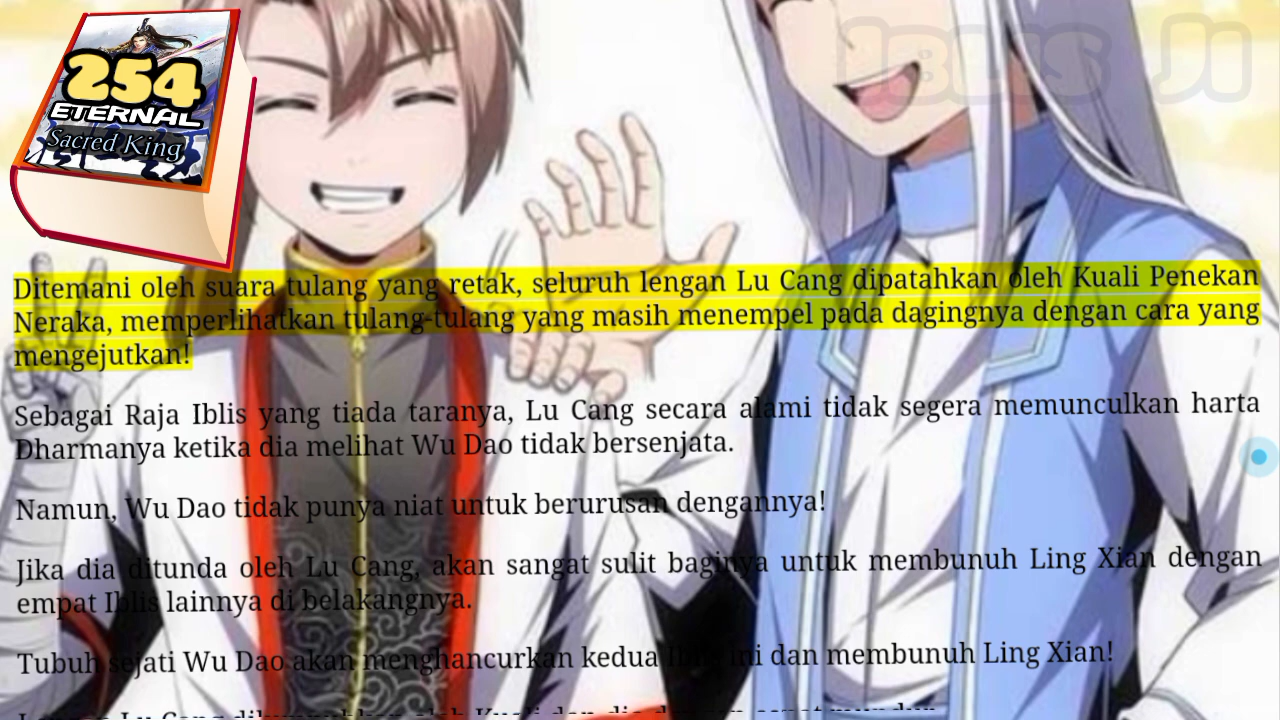 IBLIS JI
254
ETERNAL
Sacred King
Ditemani oleh suara tulang yang retak, seluruh lengan Lu Cang dipatahkan oleh Kuali Penekan
Neraka, memperlihatkan tulang-tulang yang masih menempel pada dagingnya dengan cara yang
mengejutkan!
Sebagai Raja Iblis yang tiada taranya, Lu Cang secara alami tidak segera memunculkan harta
Dharmanya ketika dia melihat Wu Dao tidak bersenjata.
Namun, Wu Dao tidak punya niat untuk berurusan dengannya!
Jika dia ditunda oleh Lu Cang, akan sangat sulit baginya untuk membunuh Ling Xian dengan
empat Iblis lainnya di belakangnya.
Tubuh sejati Wu Dao akan menghancurkan kedua Iblis ini dan membunuh Ling Xian!